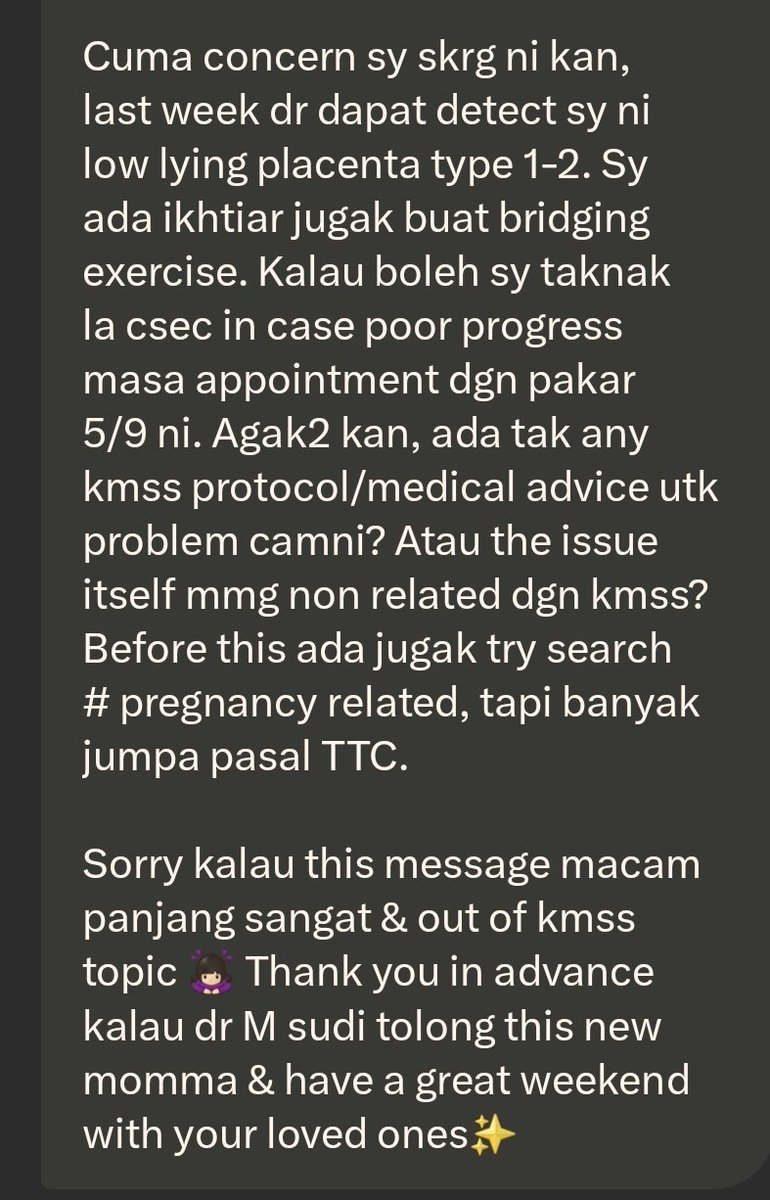 Cuma concern sy skrg ni kan,
last week dr dapat detect sy ni
low lying placenta type 1-2. Sy
ada ikhtiar jugak buat bridging
exercise. Kalau boleh sy taknak
la csec in case poor progress
masa appointment dgn pakar
5/9 ni. Agak2 kan, ada tak any
kmss protocol/medical advice utk
problem camni? Atau the issue
itself mmg non related dgn kmss?
Before this ada jugak try search
# pregnancy related, tapi banyak
jumpa pasal TTC.

Sorry kalau this message macam
panjang sangat & out of kmss
topic 🙇🏻‍♀️ Thank you in advance
kalau dr M sudi tolong this new
momma & have a great weekend
with your loved ones✨